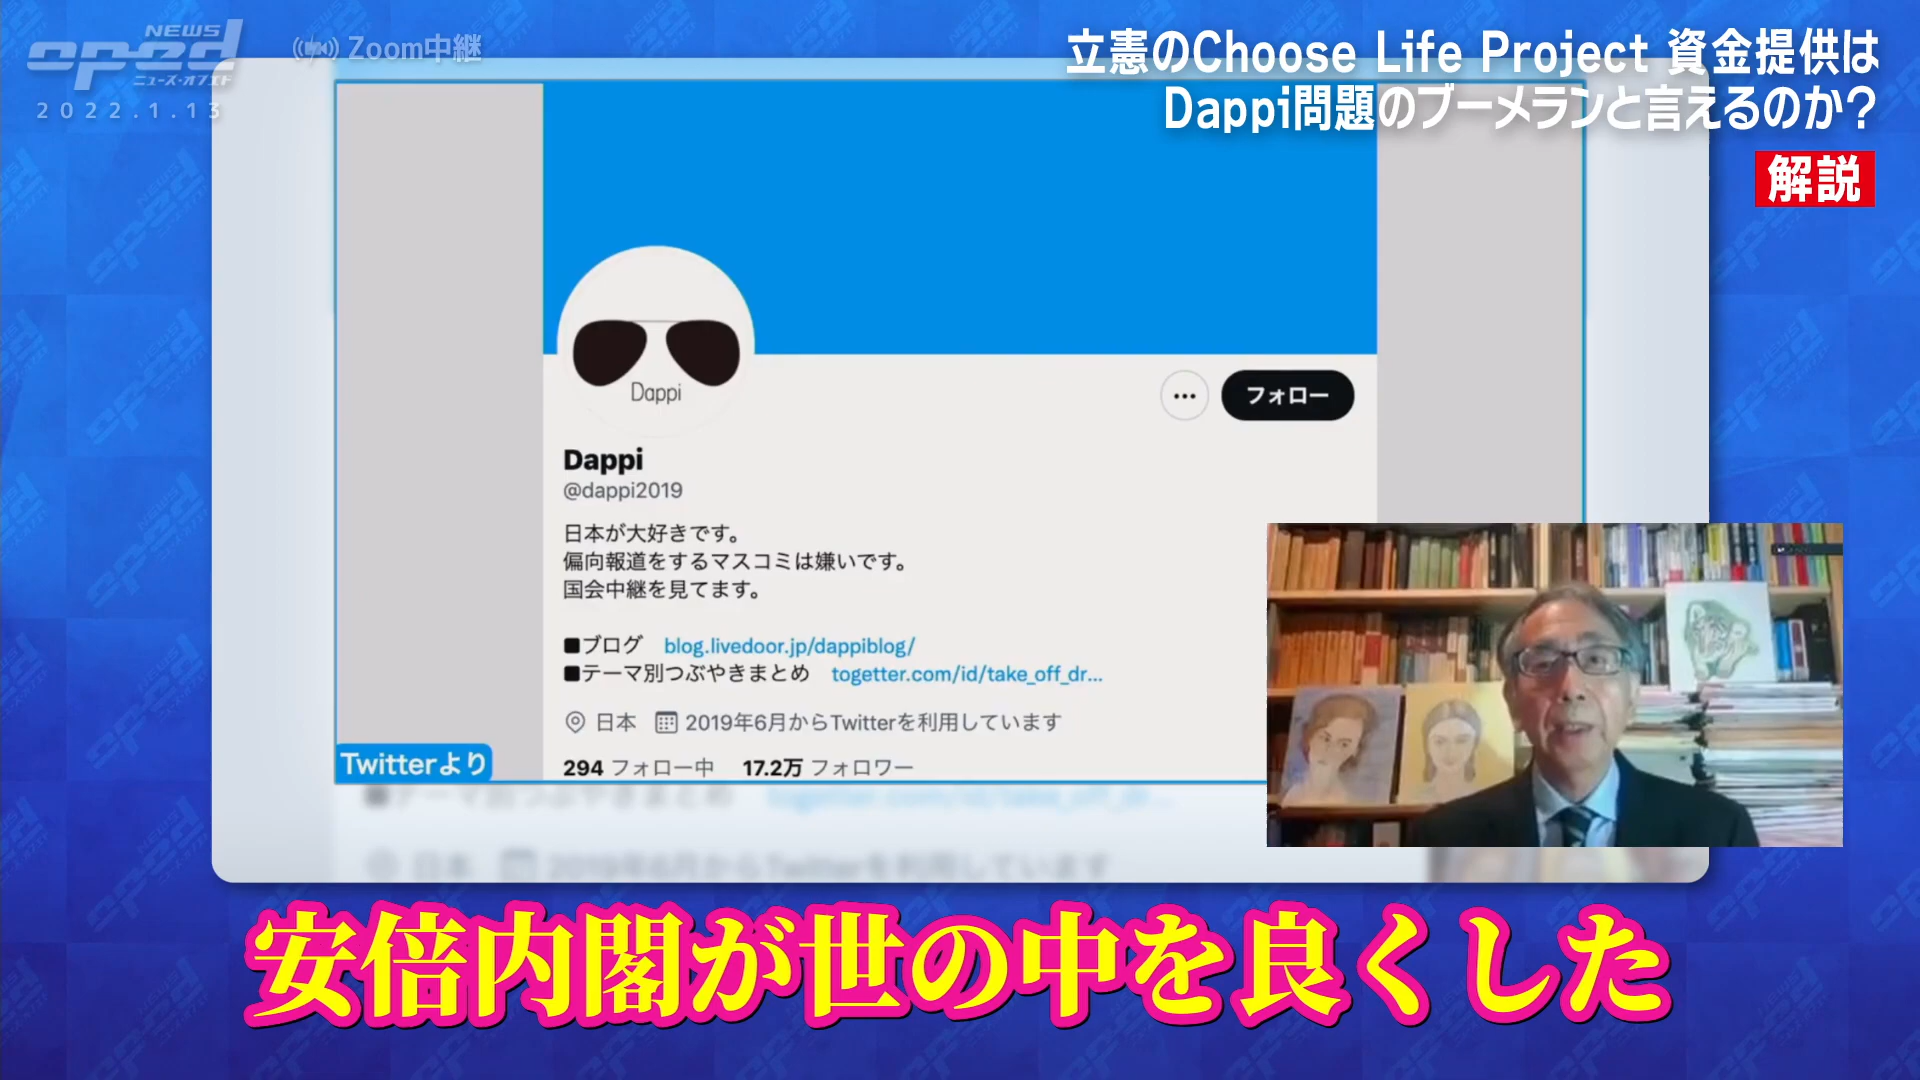 NEWS
oped
ニューズ・オプエド
2022.1.13
Zoom中継
立憲のChoose Life Project 資金提供は
Dappi問題のブーメランと言えるのか?
解説
Dappi
フォロー
Dappi
@dappi2019
日本が大好きです。
偏向報道をするマスコミは嫌いです。
国会中継を見てます。
■ブログ blog.livedoor.jp/dappiblog/
■テーマ別つぶやきまとめ togetter.com/id/take_off_dr...
日本 2019年6月からTwitterを利用しています
294 フォロー中 17.2万 フォロワー
Twitterより
安倍内閣が世の中を良くした